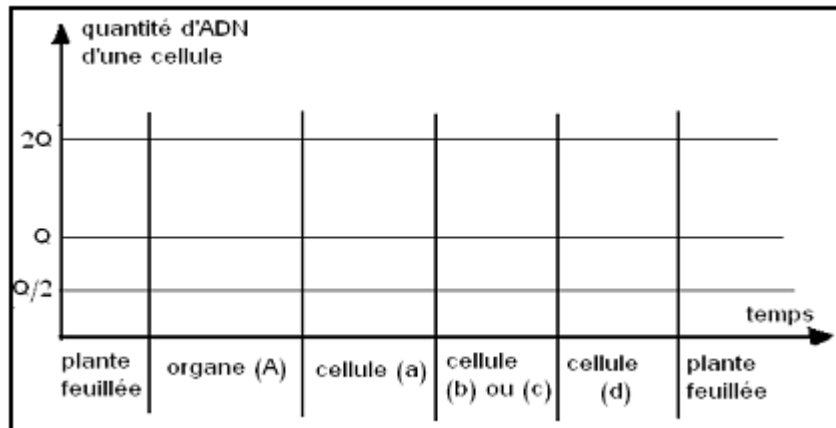 quantité d'ADN
d'une cellule
2Q
Q
Q/2
temps
plante
feuillée
organe (A)
cellule (a)
cellule
(b) ou (c)
cellule
(d)
plante
feuillée